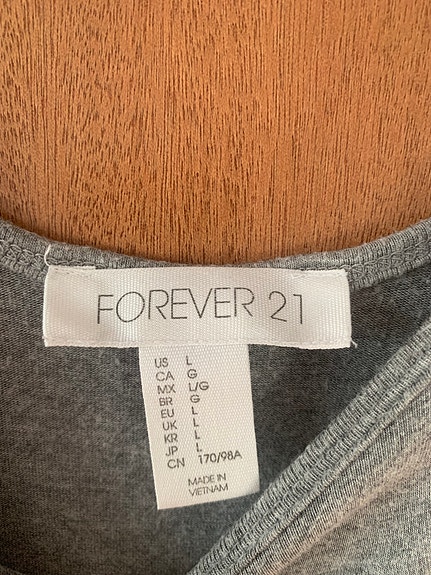 FOREVER 21
US L
CA G
MX L/G
BR G
EU L
UK L
KR L
JP L
CN 170/98A
MADE IN
VIETNAM